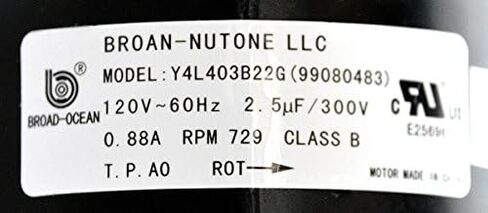 BROAN-NUTONE LLC
MODEL: Y4L403B22G(99080483)
120V~60Hz 2.5µF/300V
0.88A RPM 729 CLASS B
T.P.AO ROT
BROAD-OCEAN
®
C US
MOTOR MADE IN